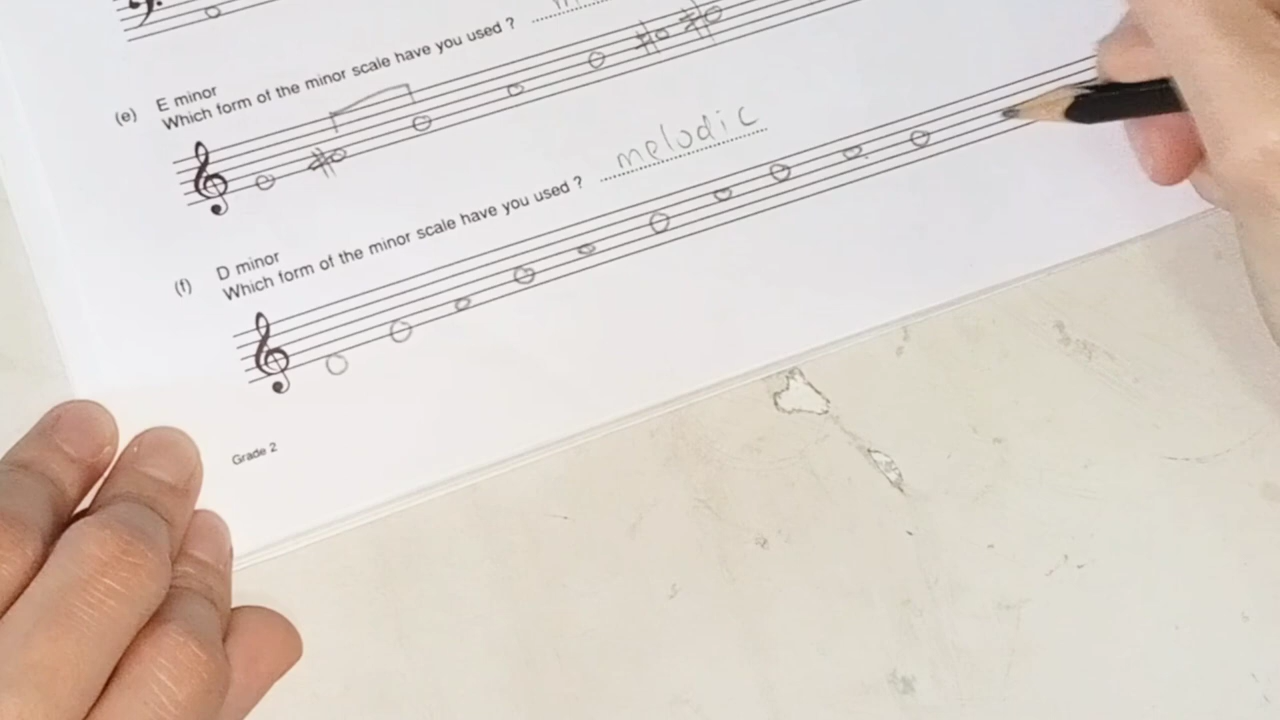 (e) E minor
Which form of the minor scale have you used ?
(f) D minor
Which form of the minor scale have you used ? melodic
Grade 2